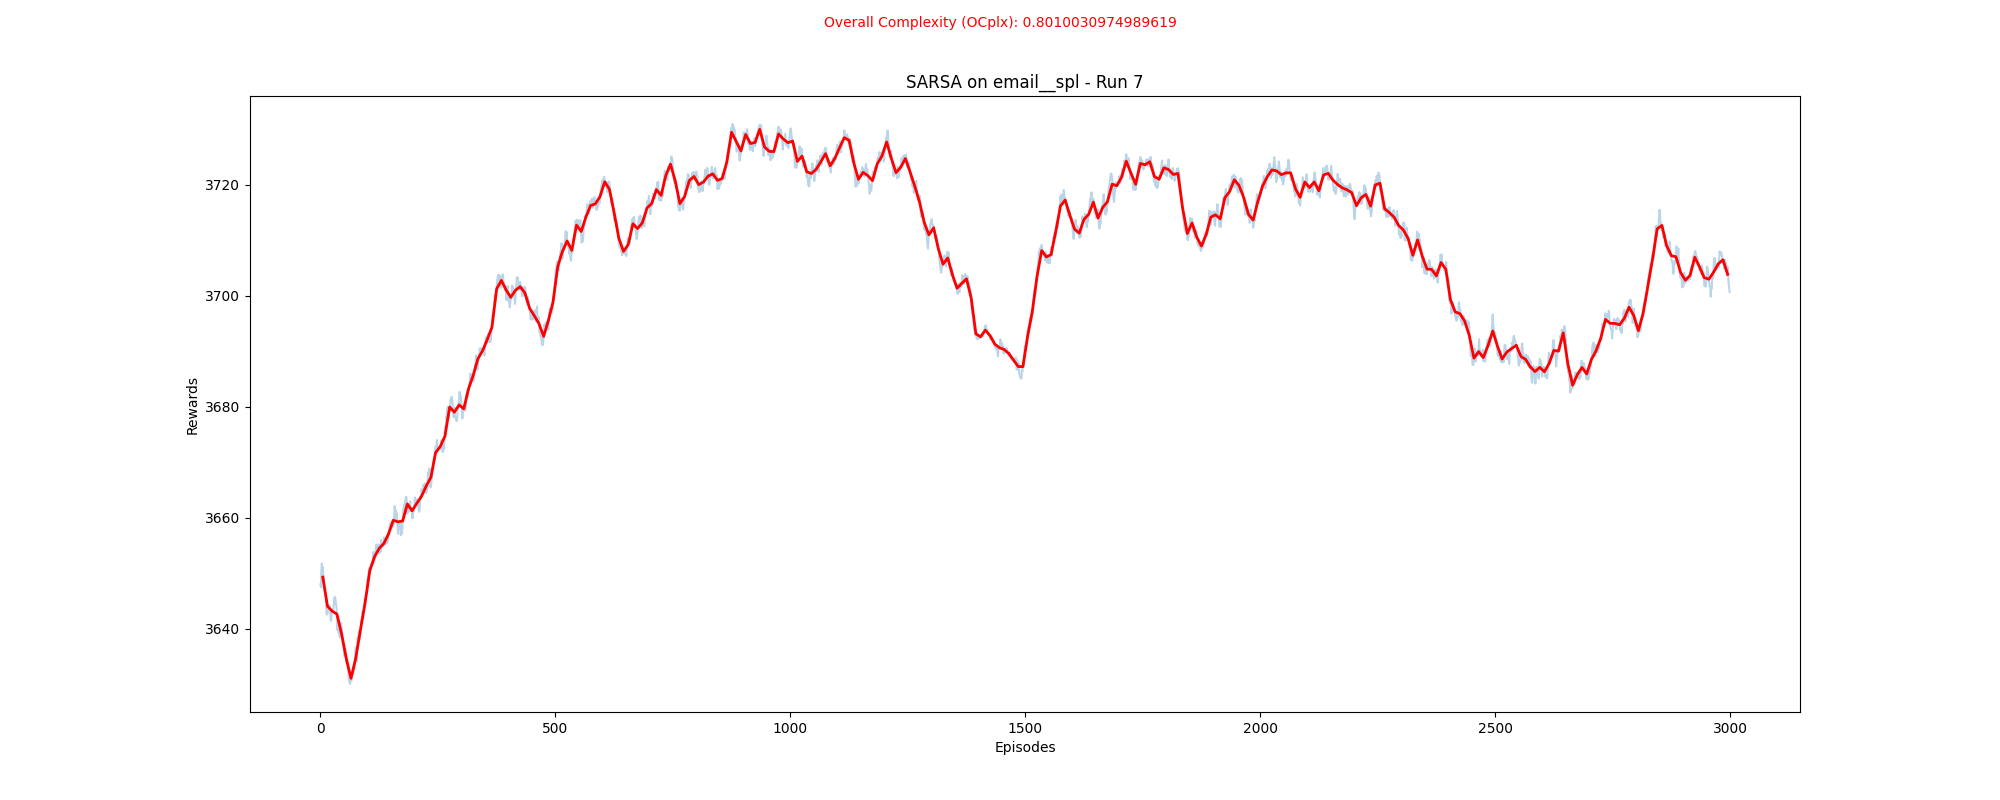 Overall Complexity (OCplx): 0.8010030974989619
SARSA on email__spl - Run 7
3720
3700
3680
3660
3640
Rewards
0 500 1000 1500 2000 2500 3000
Episodes